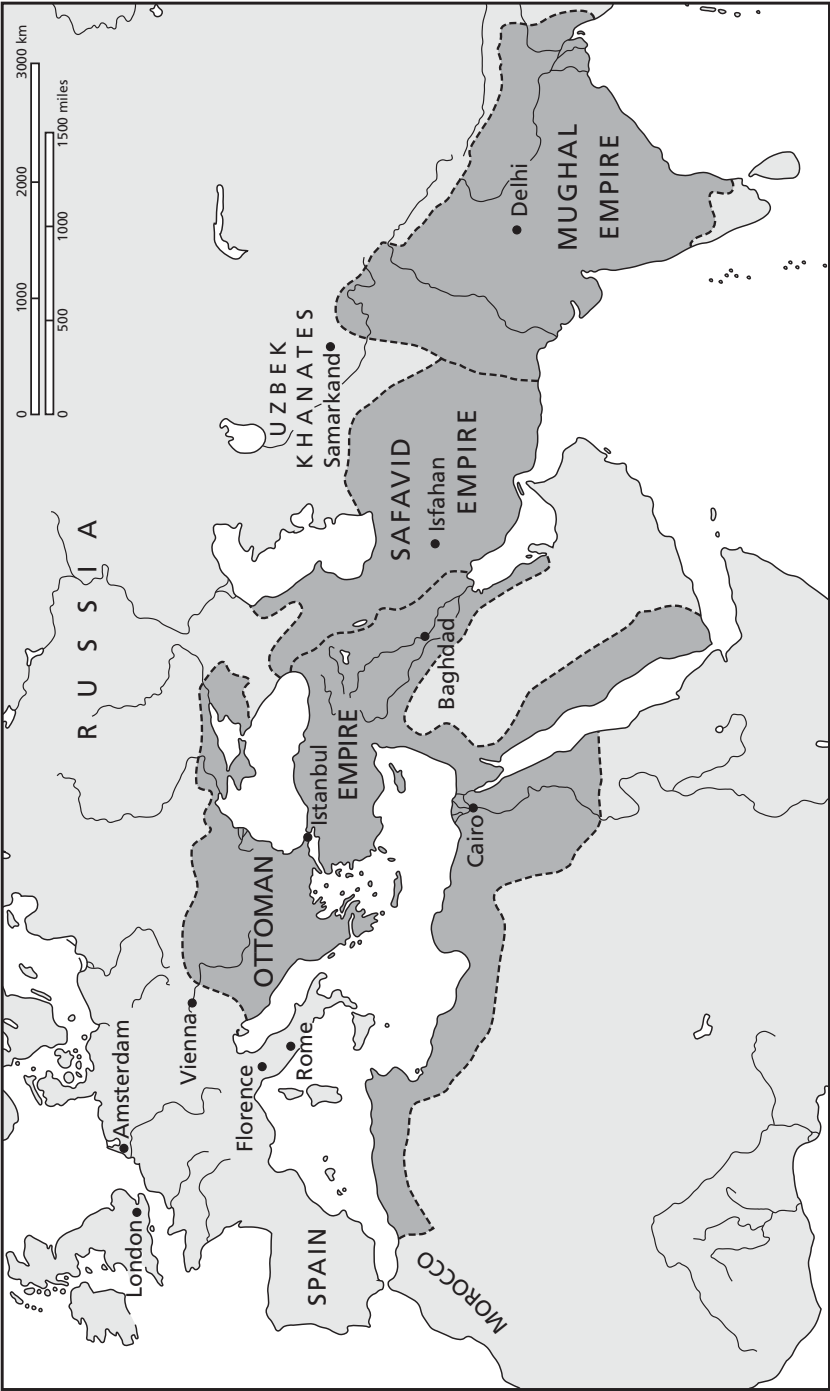 0 1000 2000 3000 km
0 500 1000 1500 miles
RUSSIA
London
Amsterdam
Vienna
Florence
Rome
SPAIN
MOROCCO
OTTOMAN
EMPIRE
Istanbul
Cairo
Baghdad
UZBEK
KHANATES
Samarkand
SAFAVID
EMPIRE
Isfahan
Delhi
MUGHAL
EMPIRE